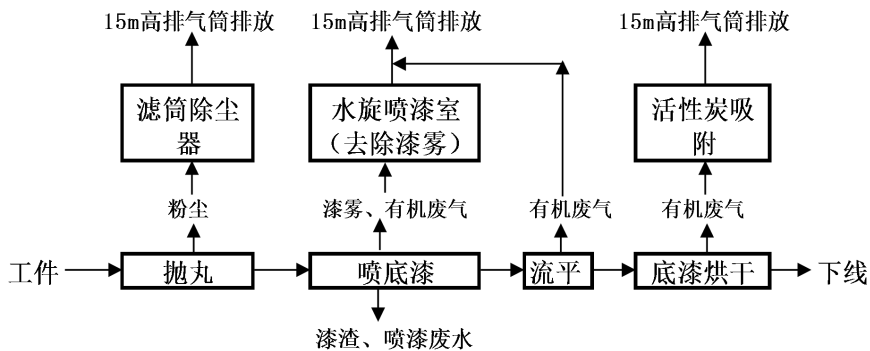 15m高排气筒排放
15m高排气筒排放
15m高排气筒排放
滤筒除尘
器
水旋喷漆室
（去除漆雾）
活性炭吸
附
粉尘
漆雾、有机废气
有机废气
有机废气
工件
抛丸
喷底漆
流平
底漆烘干
下线
漆渣、喷漆废水